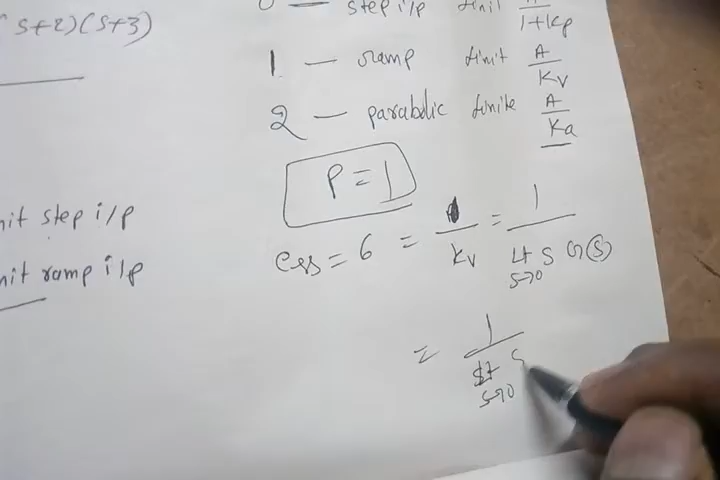 (s+2)(s+3)
0 — step i/p finit A/1+Kp
1. — ramp finit A/Kv
2 — parabolic finite A/Ka
P = 1
nit step i/p
nit ramp i/p
ess = 6 = 1/Kv = 1/Lt s→0 S G(s)
= 1/Lt s→0 S